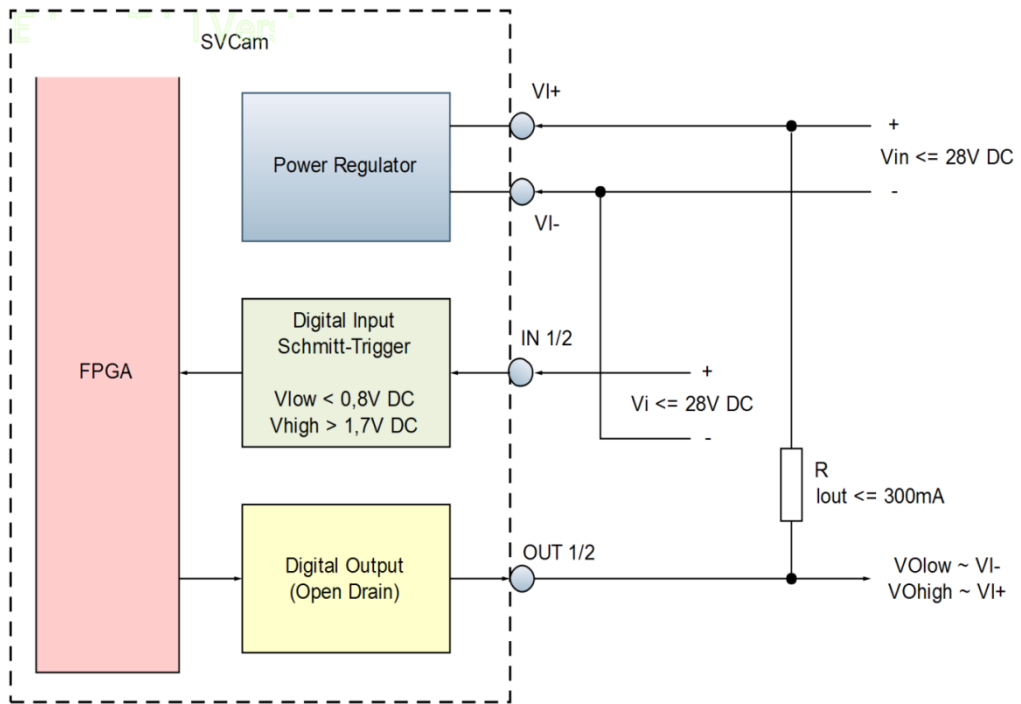 SVCam
VI+
+
Vin <= 28V DC
-
Power Regulator
VI-
Digital Input
Schmitt-Trigger
Vlow < 0,8V DC
Vhigh > 1,7V DC
IN 1/2
+
Vi <= 28V DC
-
FPGA
R
Iout <= 300mA
Digital Output
(Open Drain)
OUT 1/2
VOlow ~ VI-
VOhigh ~ VI+